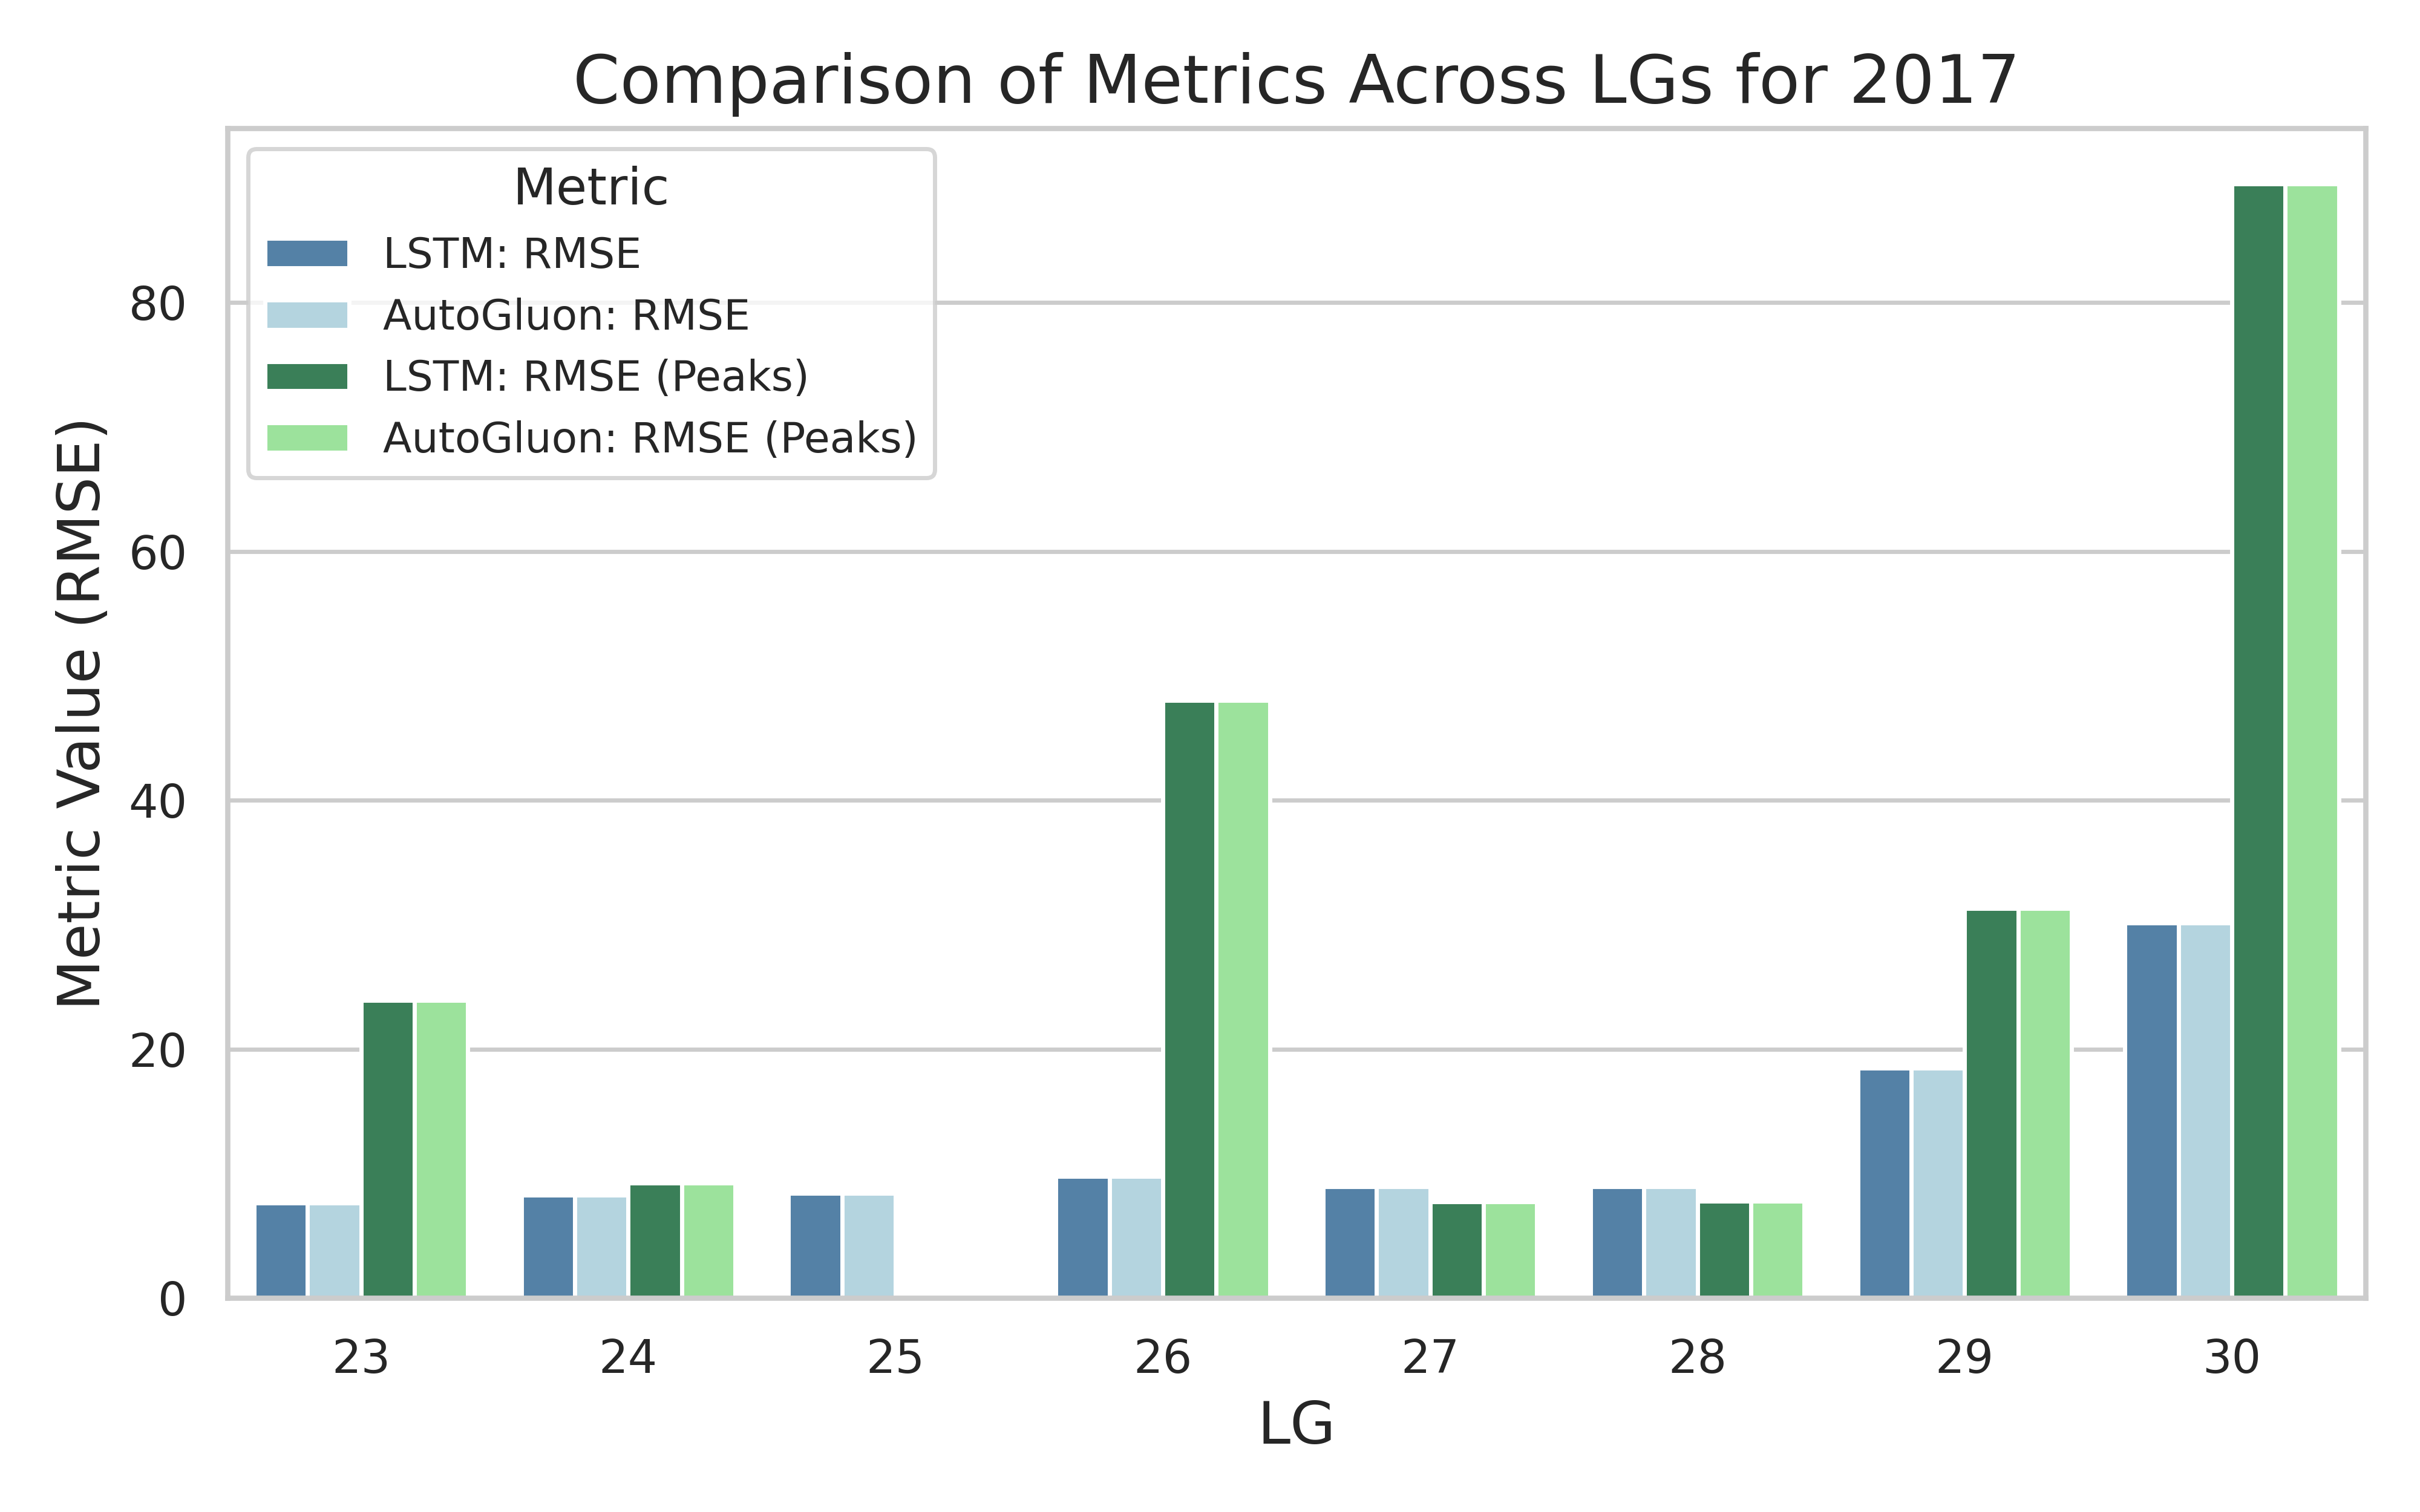 Comparison of Metrics Across LGs for 2017
Metric
LSTM: RMSE
AutoGluon: RMSE
LSTM: RMSE (Peaks)
AutoGluon: RMSE (Peaks)
Metric Value (RMSE)
80
60
40
20
0
23 24 25 26 27 28 29 30
LG